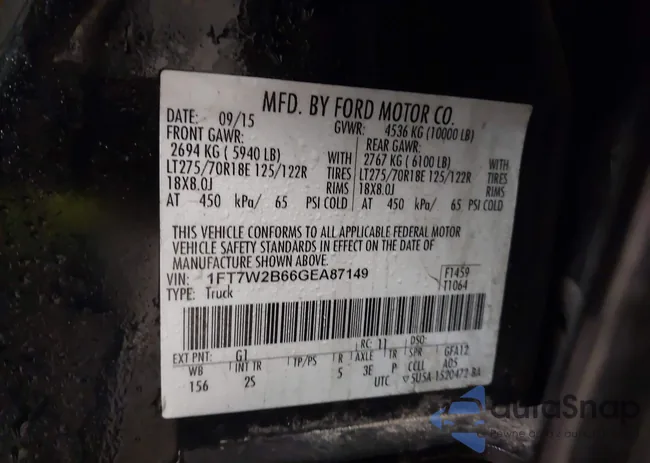 MFD. BY FORD MOTOR CO.
DATE: 09/15 GVWR: 4536 KG (10000 LB)
FRONT GAWR: REAR GAWR:
2694 KG ( 5940 LB) WITH 2767 KG ( 6100 LB) WITH
LT275/70R18E 125/122R TIRES LT275/70R18E 125/122R TIRES
18X8.0J RIMS 18X8.0J RIMS
AT 450 kPa/ 65 PSI COLD AT 450 kPa/ 65 PSI COLD
THIS VEHICLE CONFORMS TO ALL APPLICABLE FEDERAL MOTOR
VEHICLE SAFETY STANDARDS IN EFFECT ON THE DATE OF
MANUFACTURE SHOWN ABOVE.
VIN: 1FT7W2B66GEA87149 F1459
TYPE: Truck T1064
RC: 11 DSO:
EXT PNT: G1 GFA12
WB INT TR TP/PS R AXLE TR SPR CCLL A05
156 2S 5 3E P
UTC ▽SUSA 1520472-BA
aulaSnap